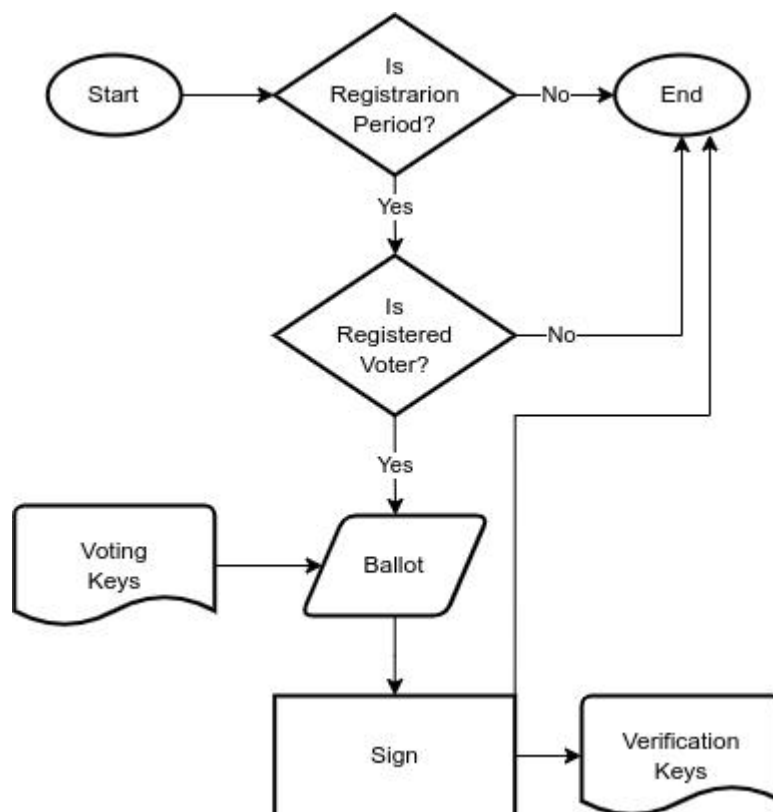 Start
Is
Registrarion
Period?
No
End
Yes
Is
Registered
Voter?
No
Yes
Voting
Keys
Ballot
Sign
Verification
Keys